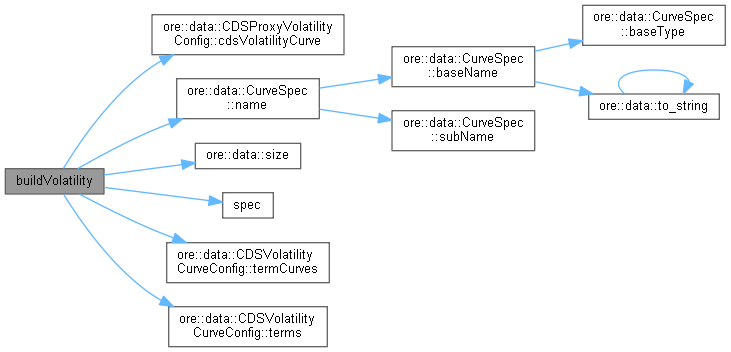 buildVolatility
ore::data::CDSProxyVolatility
Config::cdsVolatilityCurve
ore::data::CurveSpec
::name
ore::data::CurveSpec
::baseName
ore::data::CurveSpec
::baseType
ore::data::to_string
ore::data::CurveSpec
::subName
ore::data::size
spec
ore::data::CDSVolatility
CurveConfig::termCurves
ore::data::CDSVolatility
CurveConfig::terms